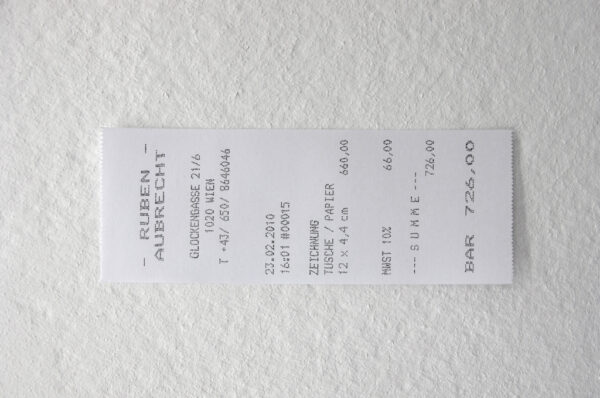 - RUBEN -
AUBRECHT
GLOCKENGASSE 21/6
1020 WIEN
T +43/ 650/ 8646046
23.02.2010
16:01 #00015
ZEICHNUNG
TUSCHE / PAPIER
12 x 4,4 cm 660,00
MWST 10% 66,00
--- S U M M E ---
726,00
BAR 726,00